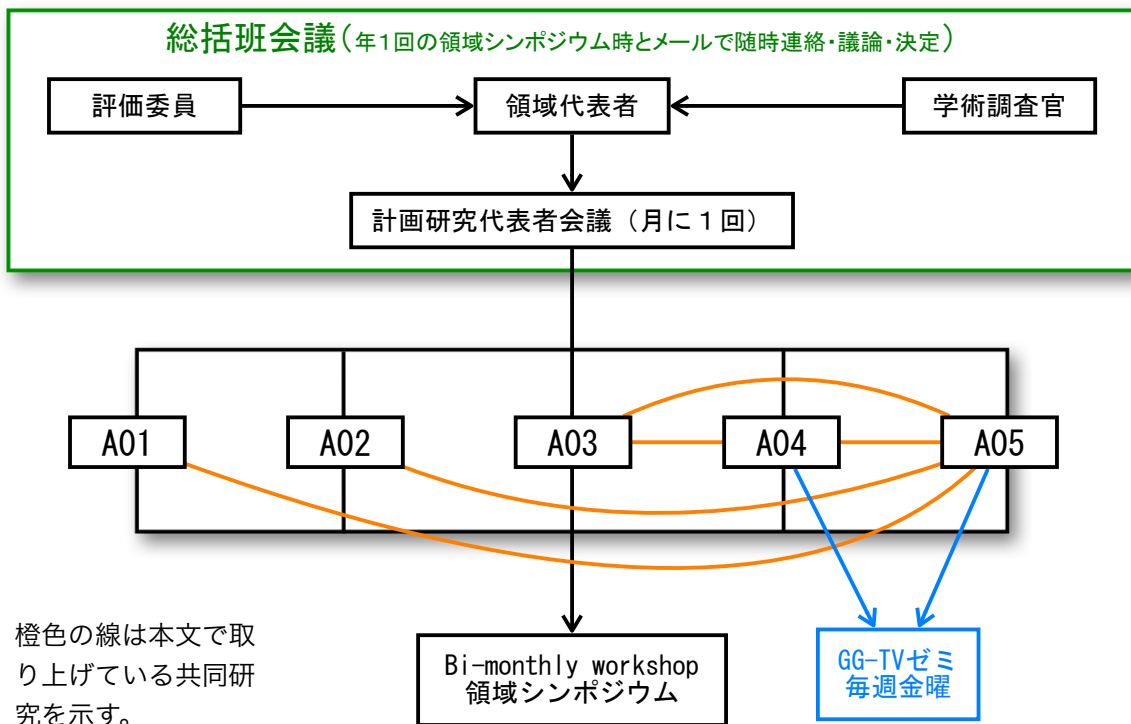 総括班会議(年1回の領域シンポジウム時とメールで随時連絡・議論・決定)
評価委員
領域代表者
学術調査官
計画研究代表者会議（月に１回）
A01
A02
A03
A04
A05
橙色の線は本文で取
り上げている共同研
究を示す。
Bi-monthly workshop
領域シンポジウム
GG-TVゼミ
毎週金曜